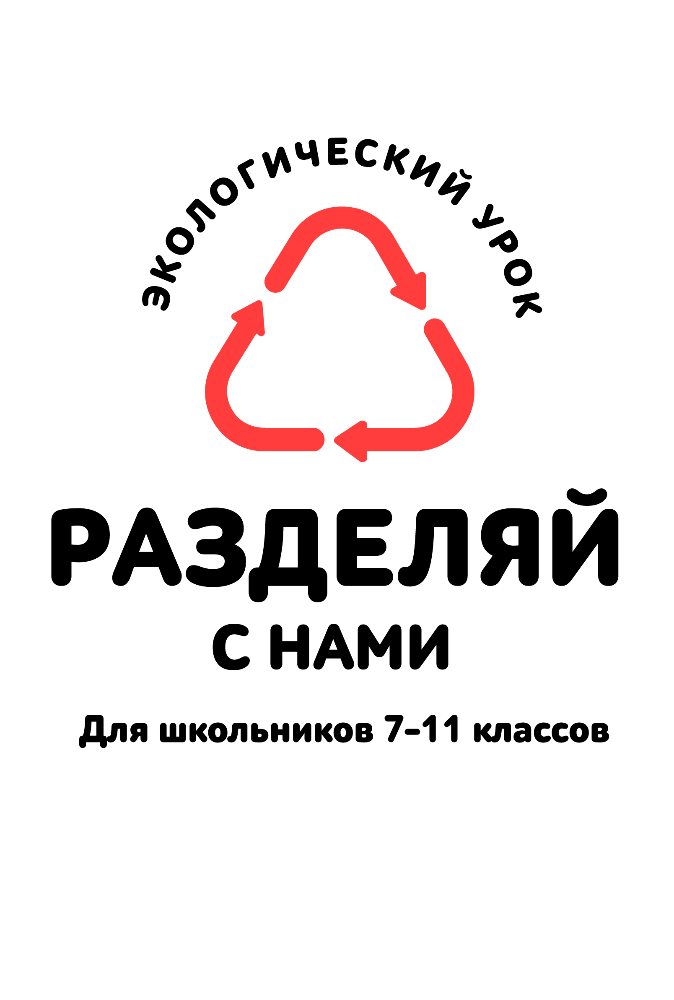 ЭКОЛОГИЧЕСКИЙ УРОК
РАЗДЕЛЯЙ
С НАМИ
Для школьников 7–11 классов